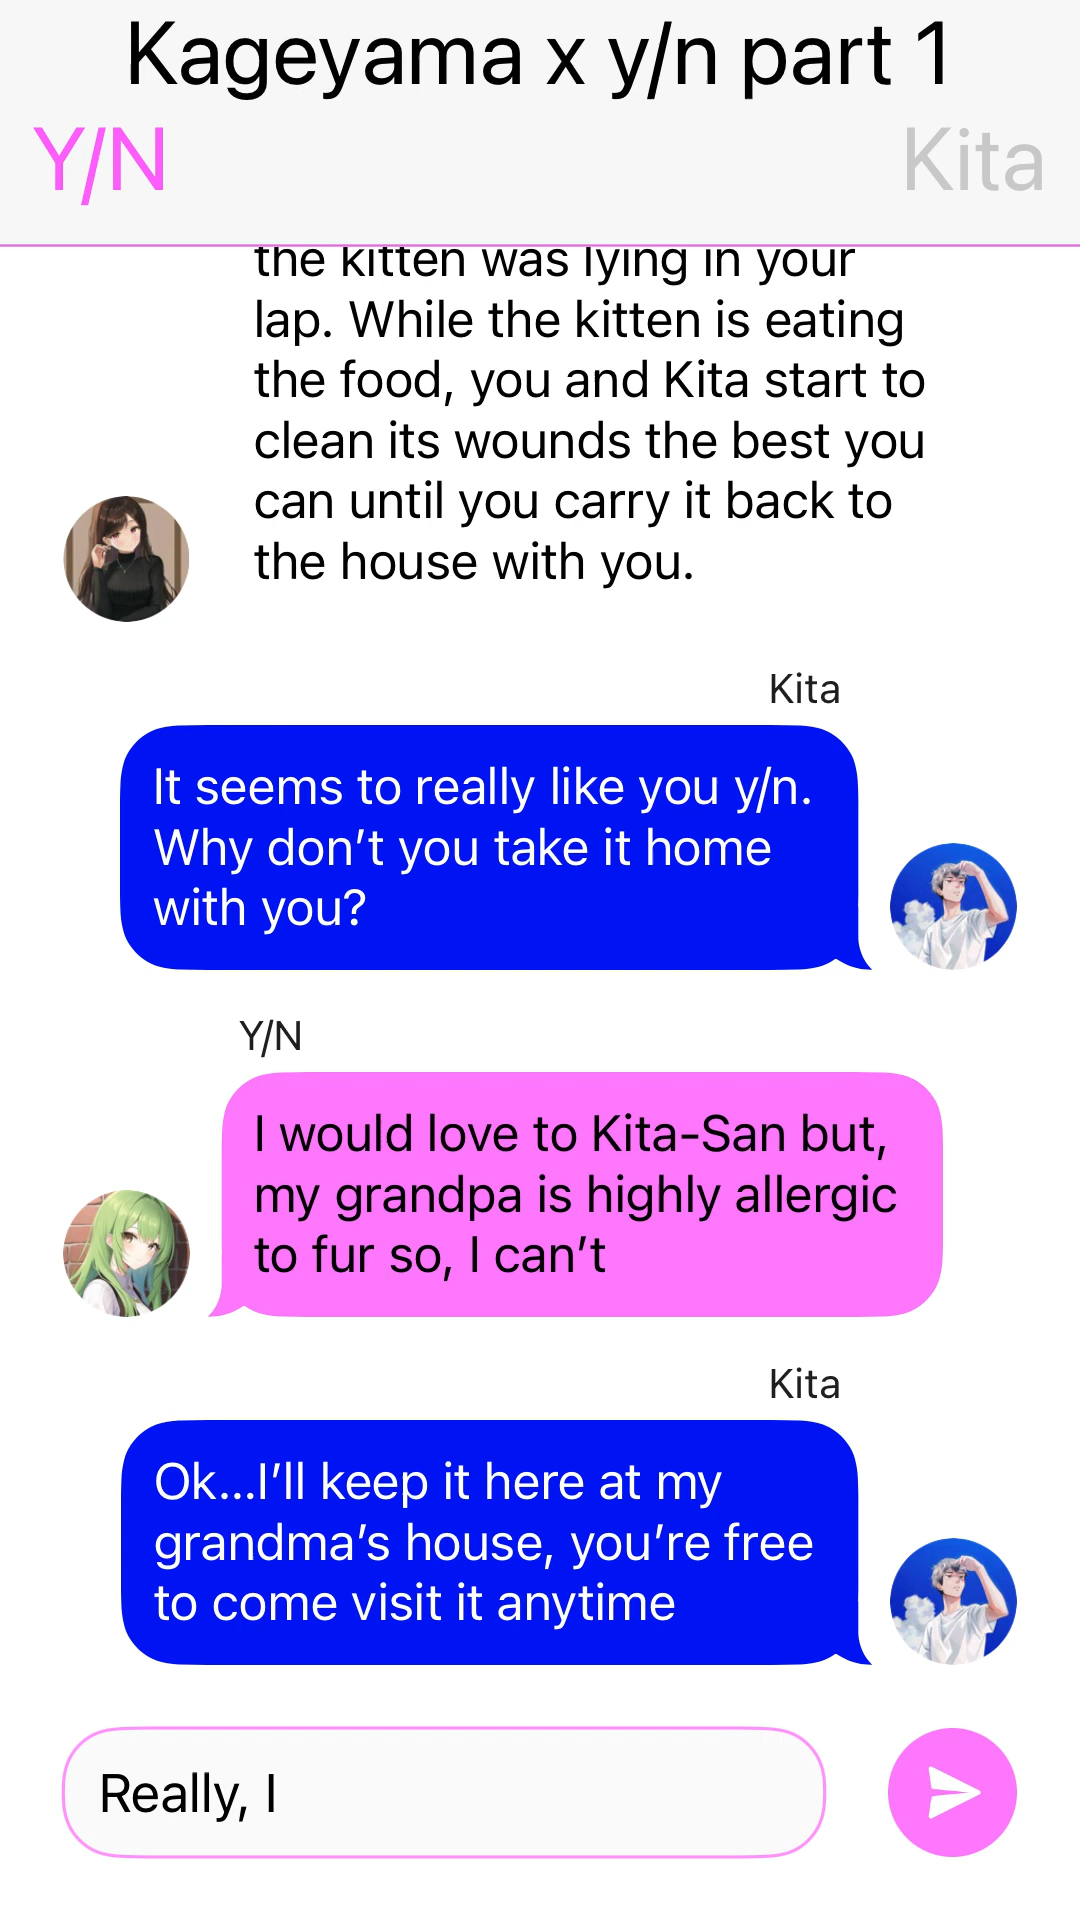 Kageyama x y/n part 1
Y/N
Kita
the kitten was lying in your
lap. While the kitten is eating
the food, you and Kita start to
clean its wounds the best you
can until you carry it back to
the house with you.
Kita
It seems to really like you y/n.
Why don’t you take it home
with you?
Y/N
I would love to Kita-San but,
my grandpa is highly allergic
to fur so, I can’t
Kita
Ok...I’ll keep it here at my
grandma’s house, you’re free
to come visit it anytime
Really, I